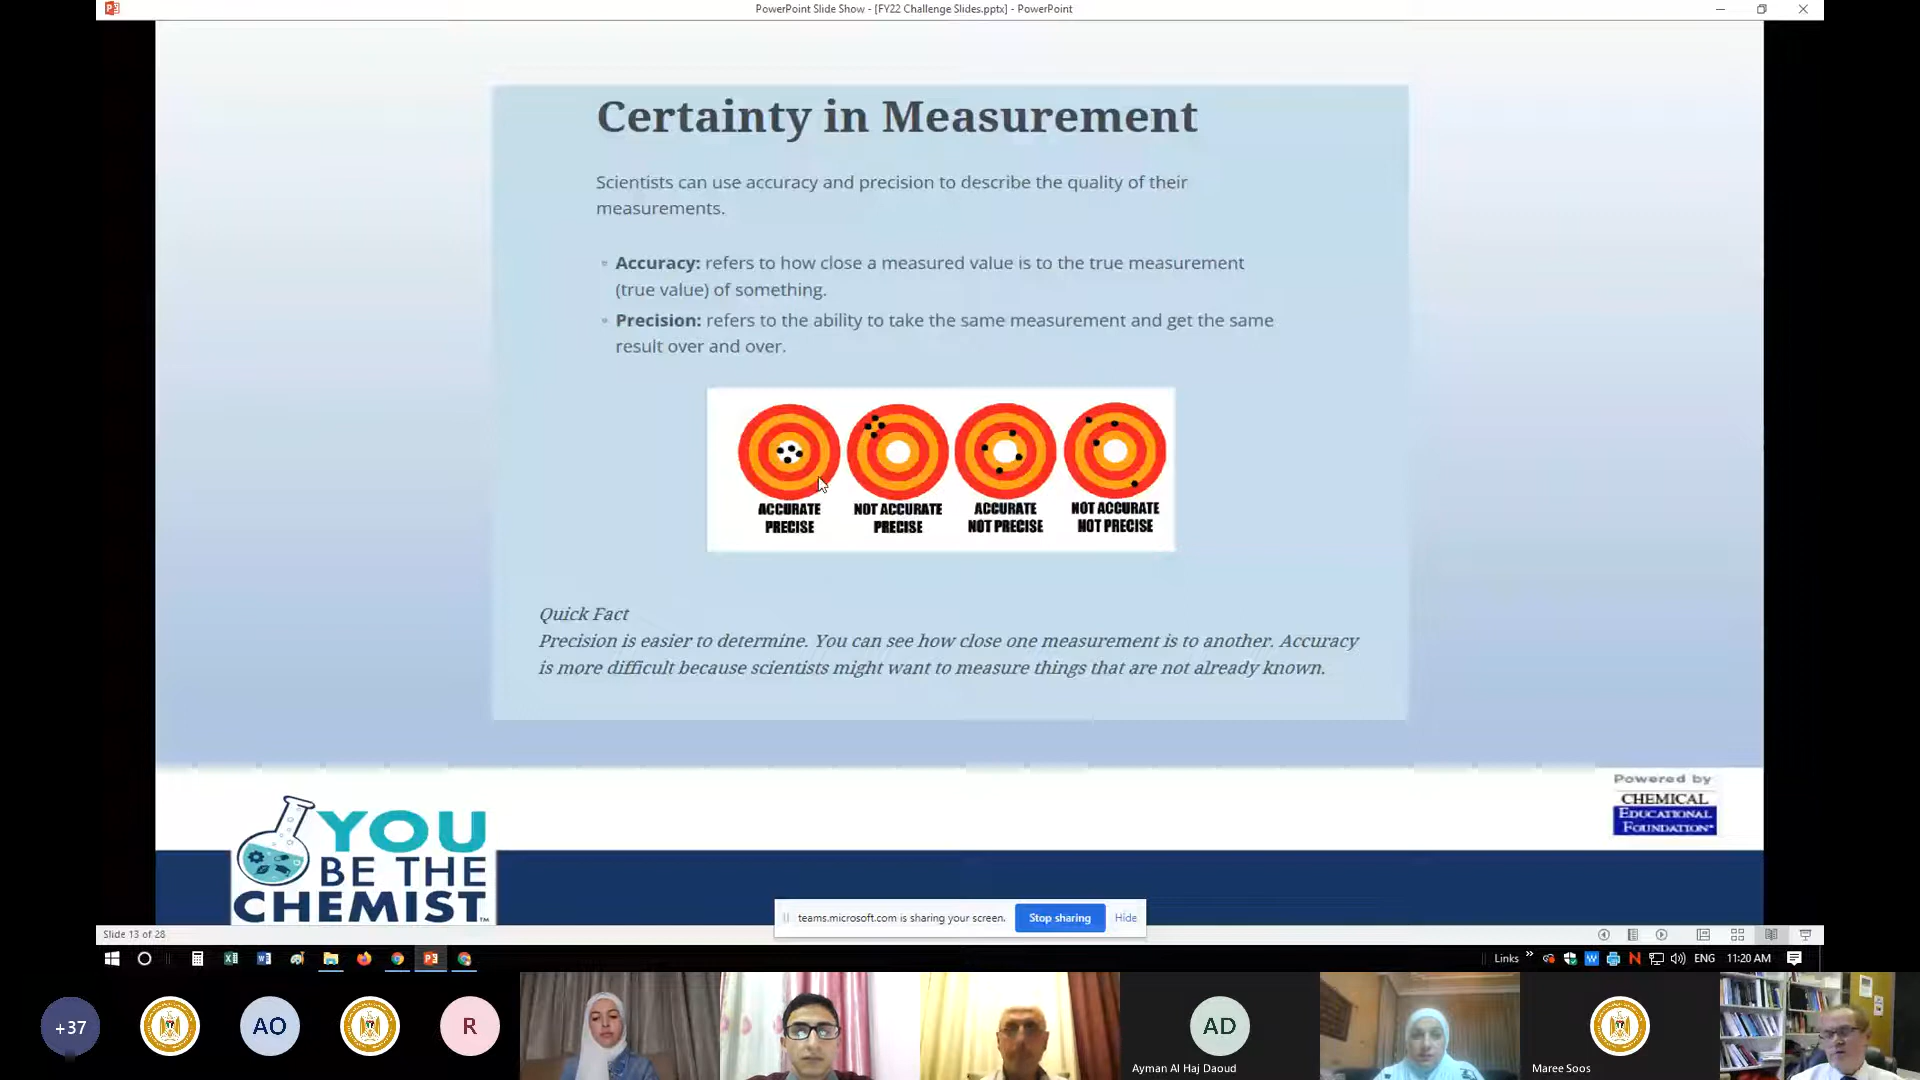 PowerPoint Slide Show - [FY22 Challenge Slides.pptx] - PowerPoint
Certainty in Measurement
Scientists can use accuracy and precision to describe the quality of their
measurements.
Accuracy: refers to how close a measured value is to the true measurement
(true value) of something.
Precision: refers to the ability to take the same measurement and get the same
result over and over.
ACCURATE
PRECISE
NOT ACCURATE
PRECISE
ACCURATE
NOT PRECISE
NOT ACCURATE
NOT PRECISE
Quick Fact
Precision is easier to determine. You can see how close one measurement is to another. Accuracy
is more difficult because scientists might want to measure things that are not already known.
Powered by
CHEMICAL
EDUCATIONAL
FOUNDATION
YOU
BE THE
CHEMIST™
teams.microsoft.com is sharing your screen.
Stop sharing
Hide
Slide 13 of 28
Links
ENG
11:20 AM
+37
AO
R
AD
Ayman Al Haj Daoud
Maree Soos